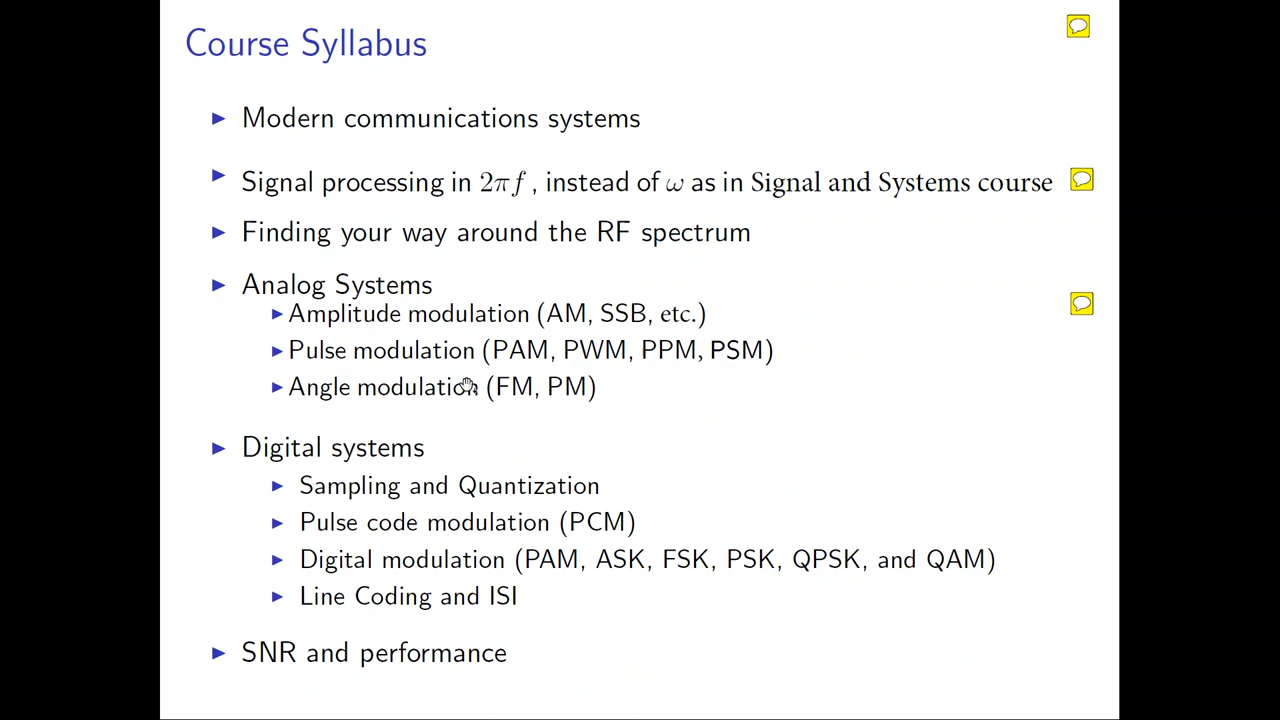 Course Syllabus
Modern communications systems
Signal processing in 2πf , instead of ω as in Signal and Systems course
Finding your way around the RF spectrum
Analog Systems
Amplitude modulation (AM, SSB, etc.)
Pulse modulation (PAM, PWM, PPM, PSM)
Angle modulation (FM, PM)
Digital systems
Sampling and Quantization
Pulse code modulation (PCM)
Digital modulation (PAM, ASK, FSK, PSK, QPSK, and QAM)
Line Coding and ISI
SNR and performance